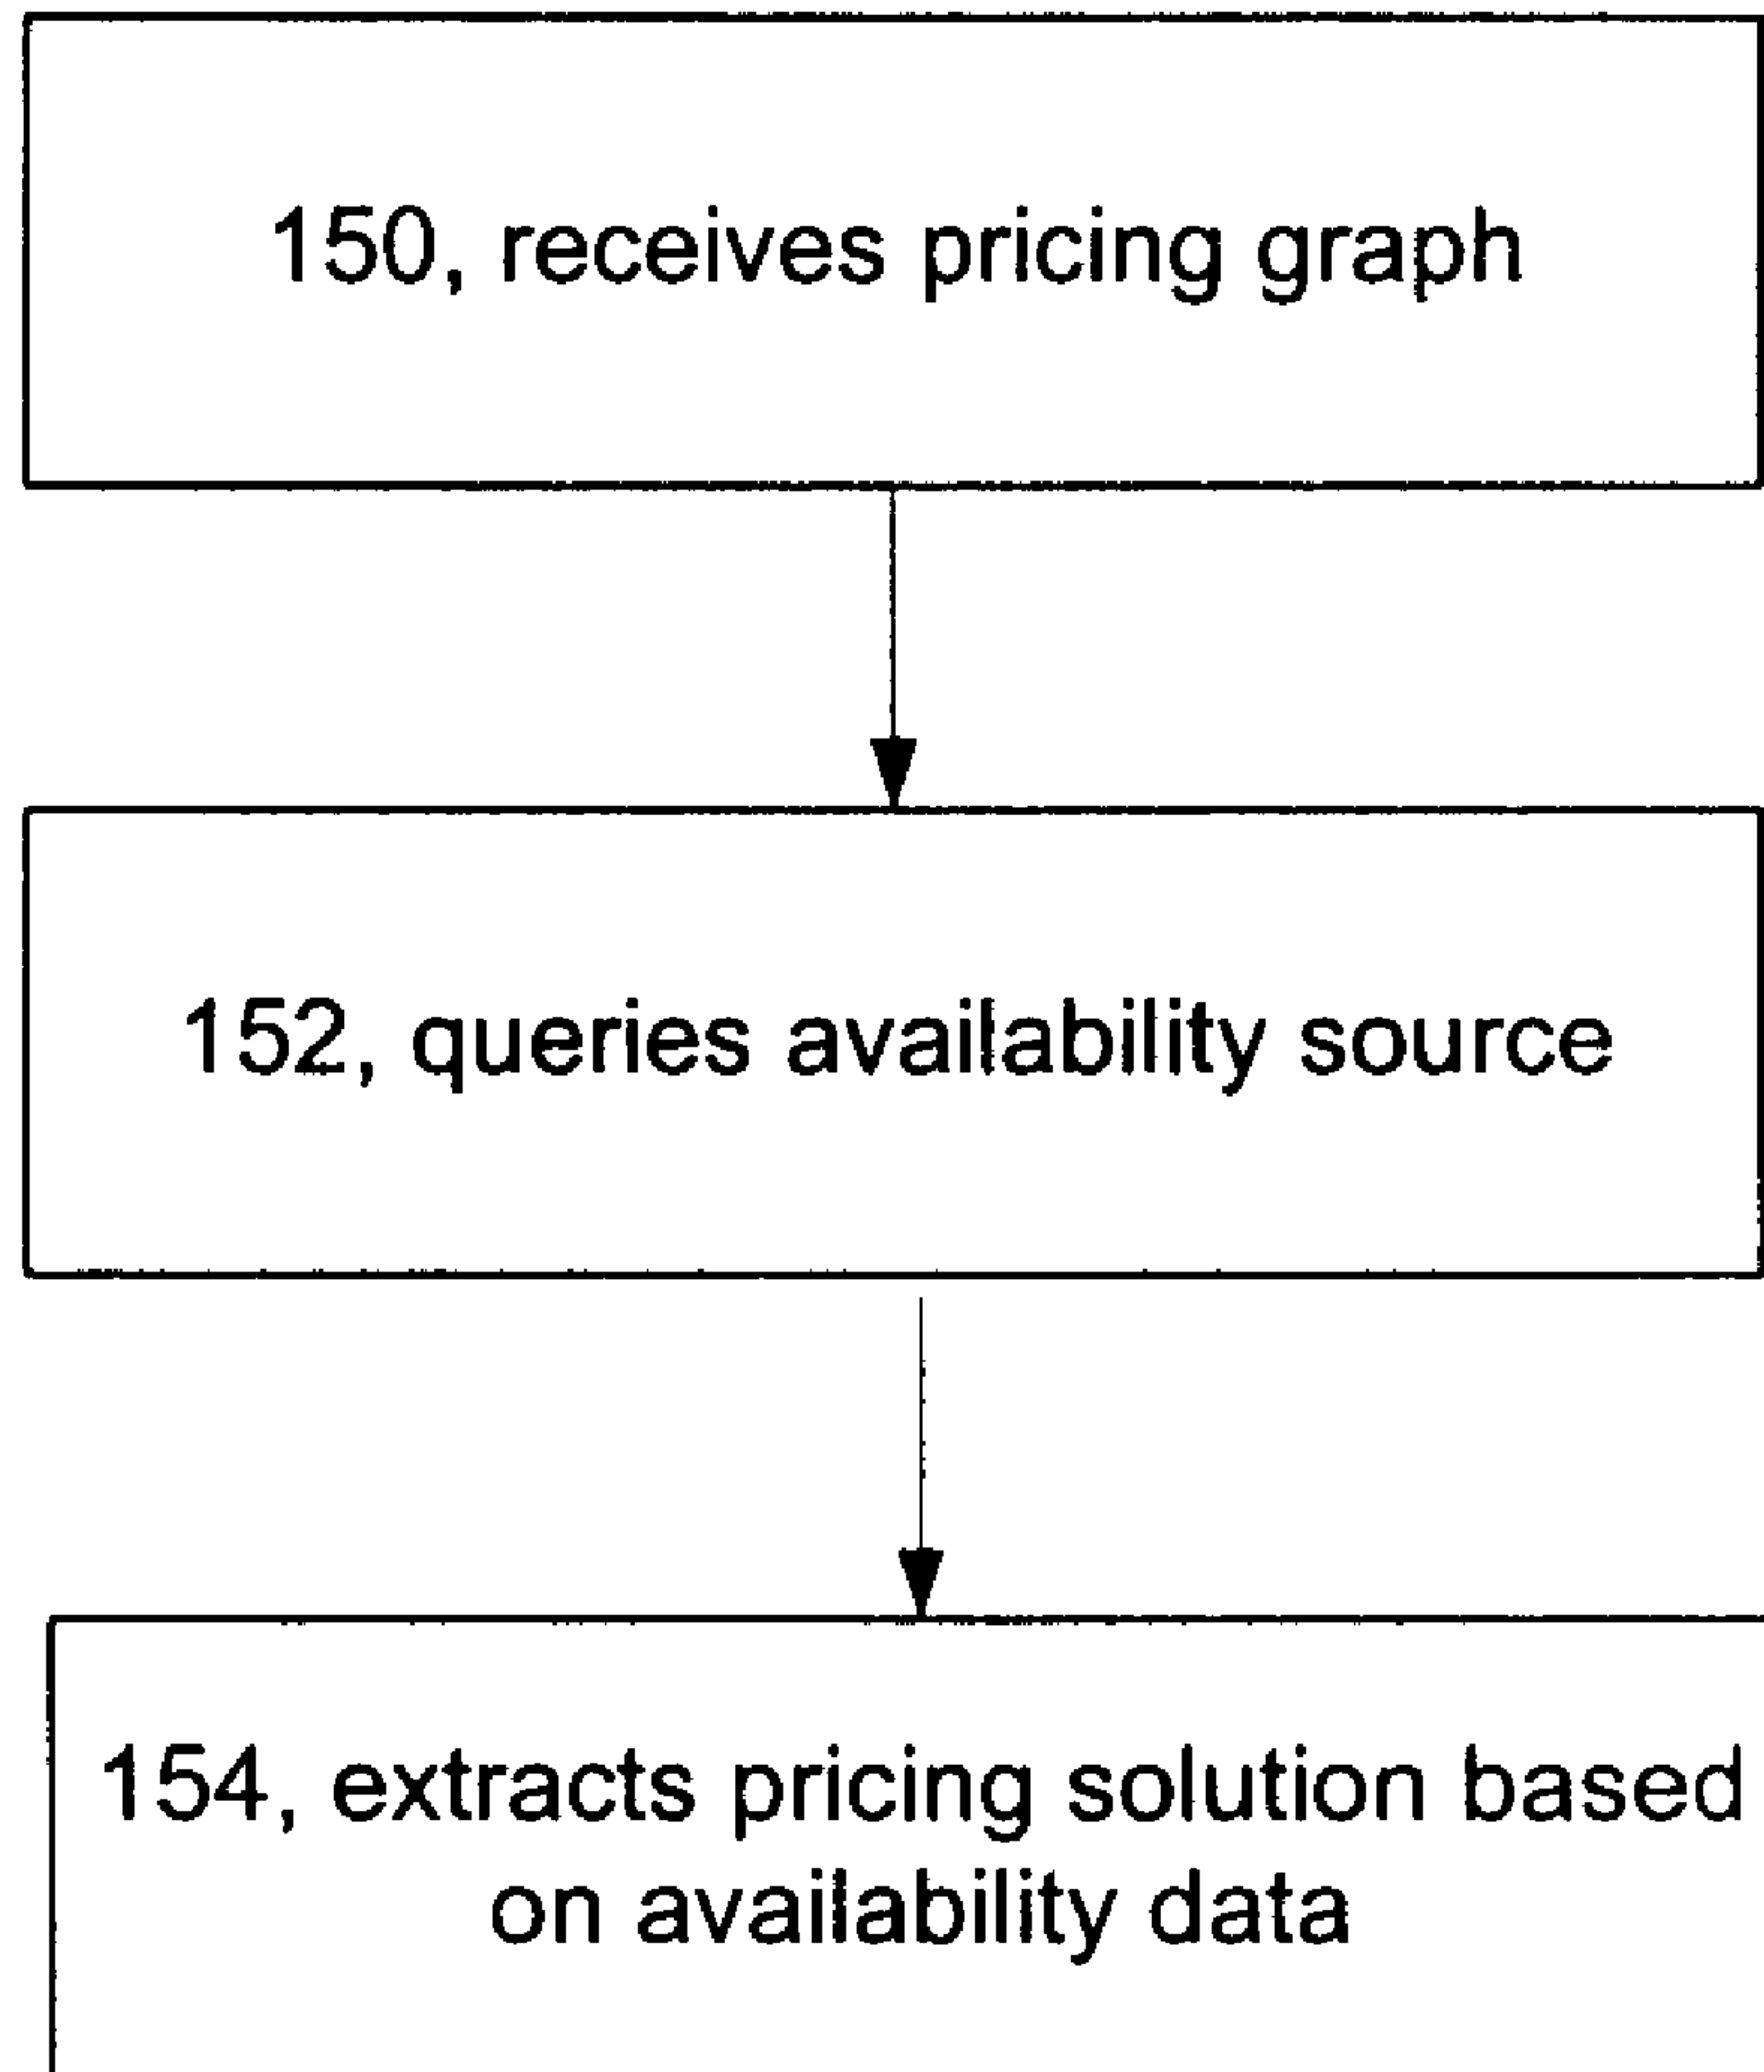 150, receives pricing graph
152, queries availability source
154, extracts pricing solution based
on availability data